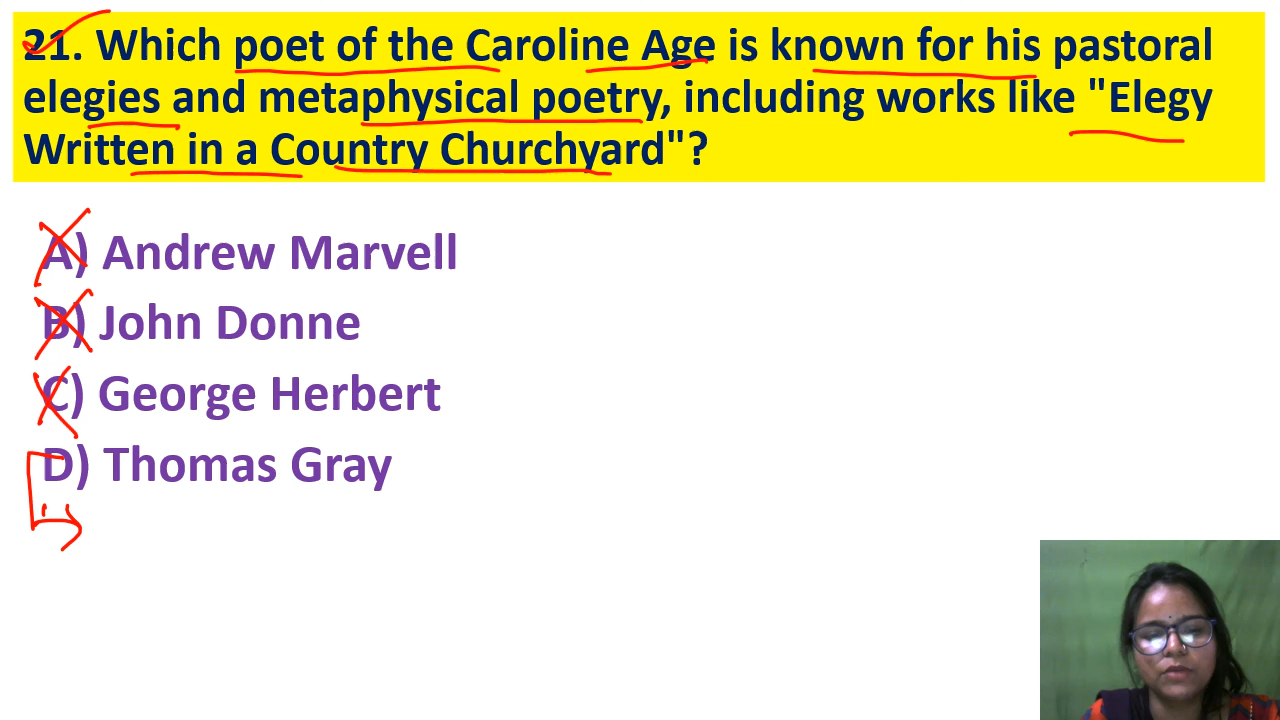 21. Which poet of the Caroline Age is known for his pastoral
elegies and metaphysical poetry, including works like "Elegy
Written in a Country Churchyard"?
A) Andrew Marvell
B) John Donne
C) George Herbert
D) Thomas Gray